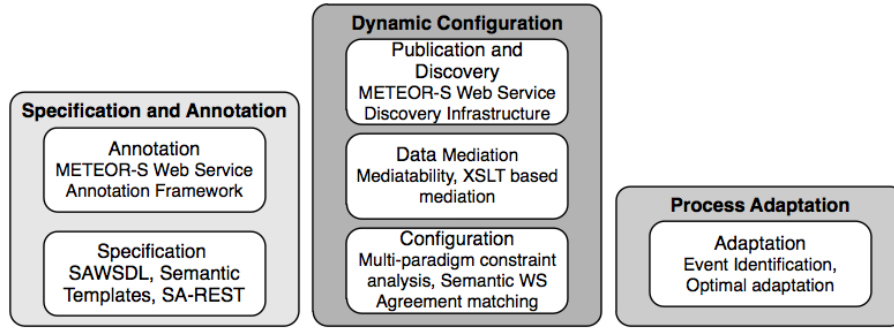 Specification and Annotation
Annotation
METEOR-S Web Service
Annotation Framework
Specification
SAWSDL, Semantic
Templates, SA-REST
Dynamic Configuration
Publication and
Discovery
METEOR-S Web Service
Discovery Infrastructure
Data Mediation
Mediatability, XSLT based
mediation
Configuration
Multi-paradigm constraint
analysis, Semantic WS
Agreement matching
Process Adaptation
Adaptation
Event Identification,
Optimal adaptation